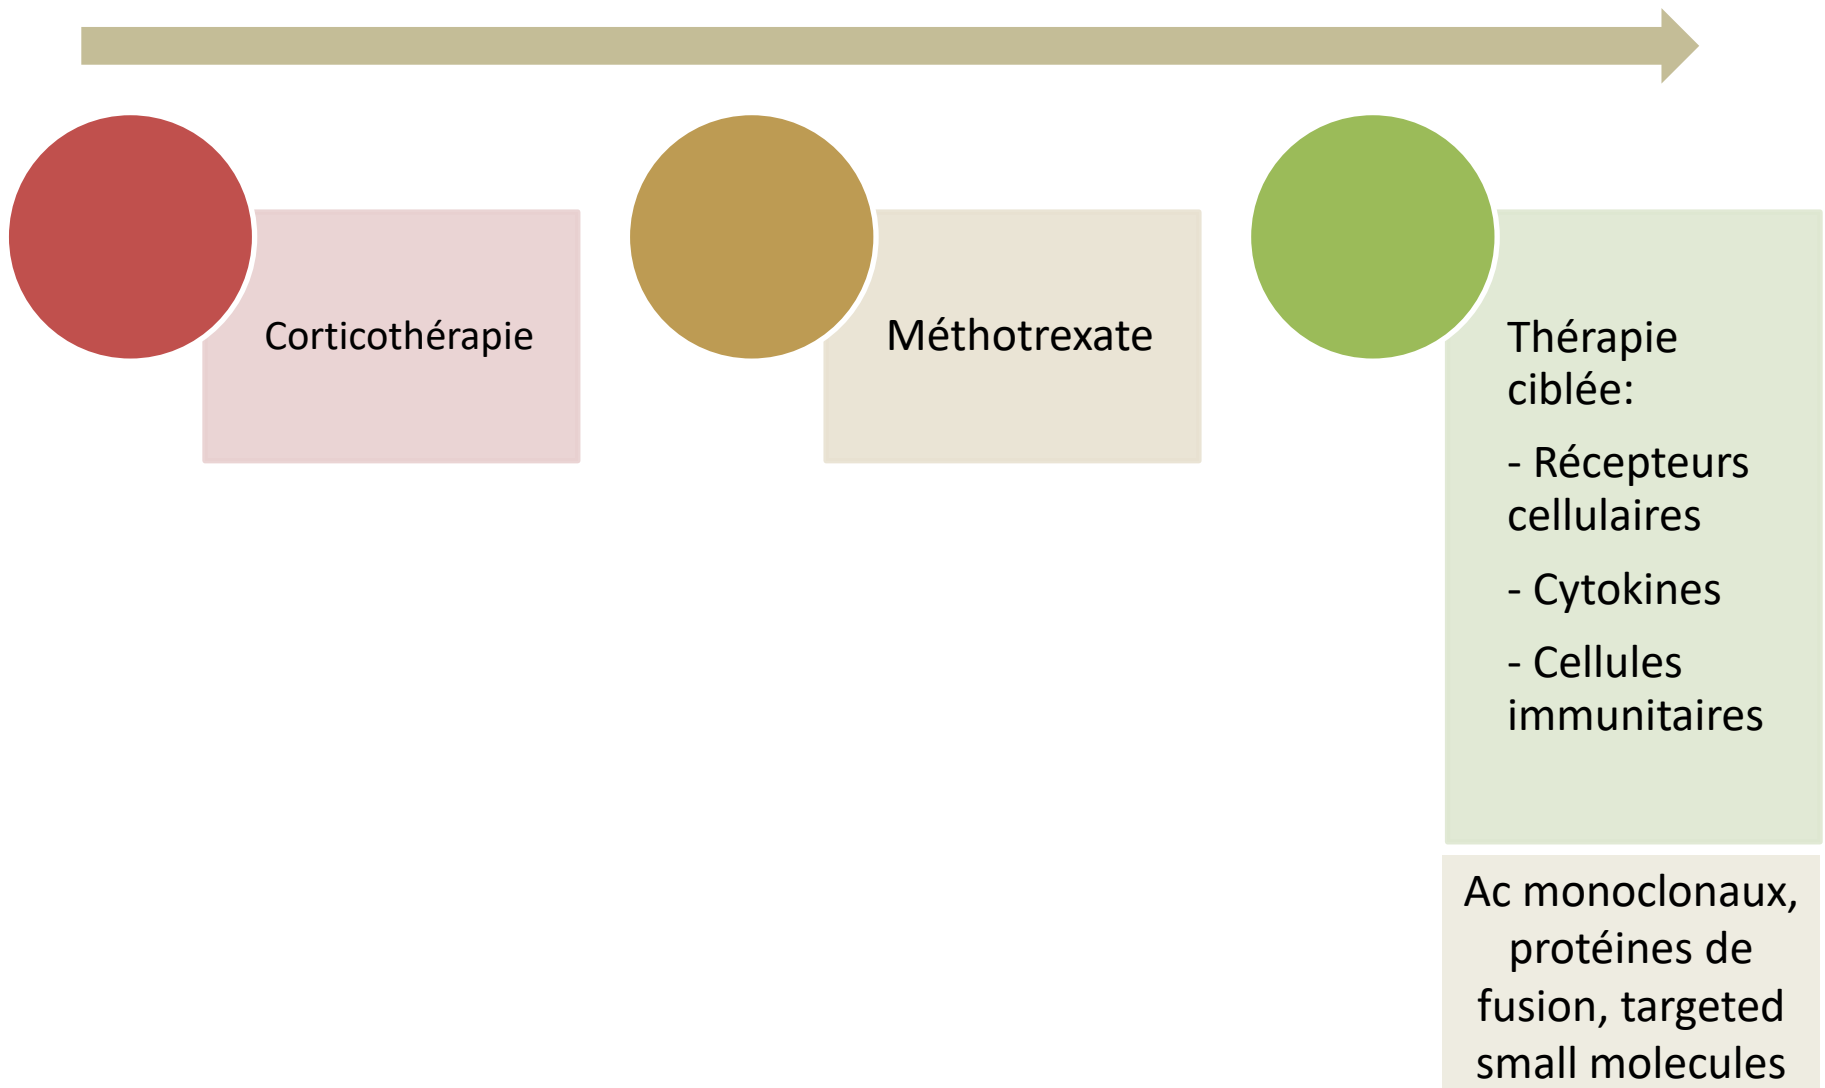 Corticothérapie
Méthotrexate
Thérapie
ciblée:
- Récepteurs
cellulaires
- Cytokines
- Cellules
immunitaires
Ac monoclonaux,
protéines de
fusion, targeted
small molecules